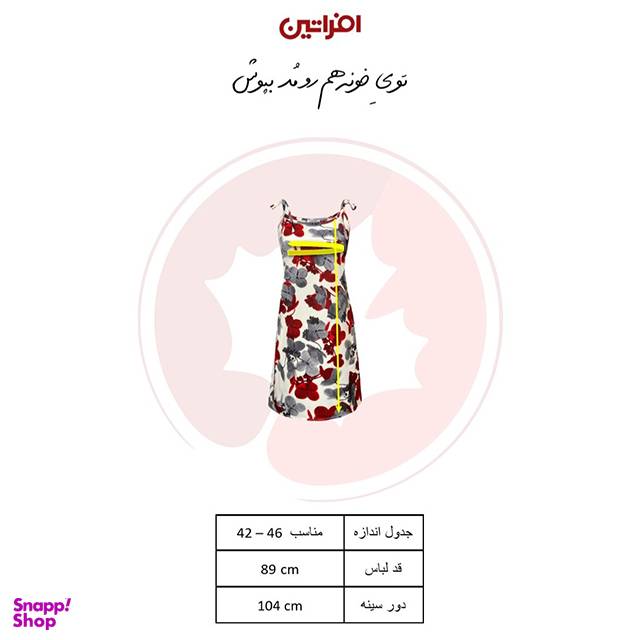 افراتین
توی خونه هم رو مُد بپوش
جدول اندازه مناسب 46 – 42
قد لباس 89 cm
دور سینه 104 cm
Snapp!
Shop